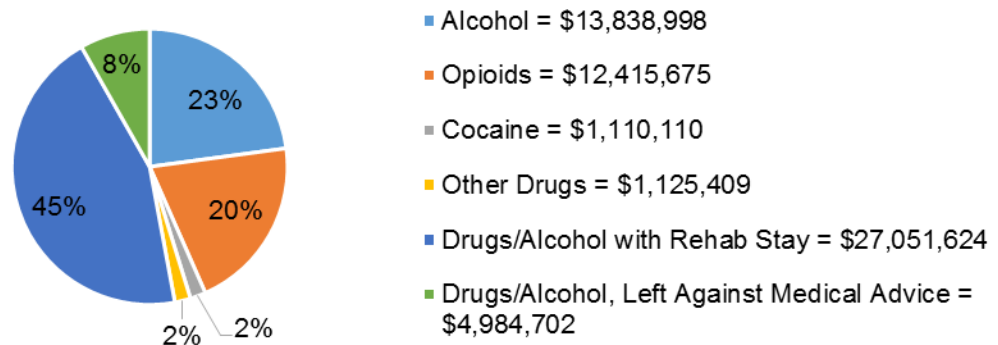 8%
23%
45%
20%
2%
2%
Alcohol = $13,838,998
Opioids = $12,415,675
Cocaine = $1,110,110
Other Drugs = $1,125,409
Drugs/Alcohol with Rehab Stay = $27,051,624
Drugs/Alcohol, Left Against Medical Advice =
$4,984,702